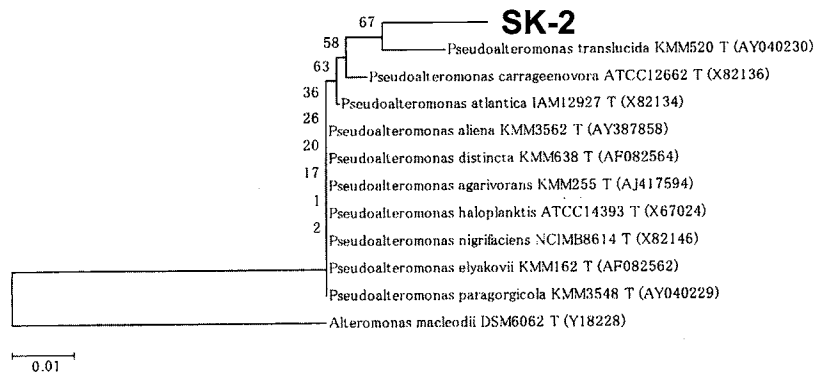 67 SK-2
58 Pseudoalteromonas translucida KMM520 T (AY040230)
63 Pseudoalteromonas carrageenovora ATCC12662 T (X82136)
36 Pseudoalteromonas atlantica IAM12927 T (X82134)
26 Pseudoalteromonas aliena KMM3562 T (AY387858)
20 Pseudoalteromonas distincta KMM638 T (AF082564)
17 Pseudoalteromonas agarivorans KMM255 T (AJ417594)
1 Pseudoalteromonas haloplanktis ATCC14393 T (X67024)
2 Pseudoalteromonas nigrifaciens NCIMB8614 T (X82146)
Pseudoalteromonas elyakovii KMM162 T (AF082562)
Pseudoalteromonas paragorgicola KMM3548 T (AY040229)
Alteromonas macleodii DSM6062 T (Y18228)
0.01